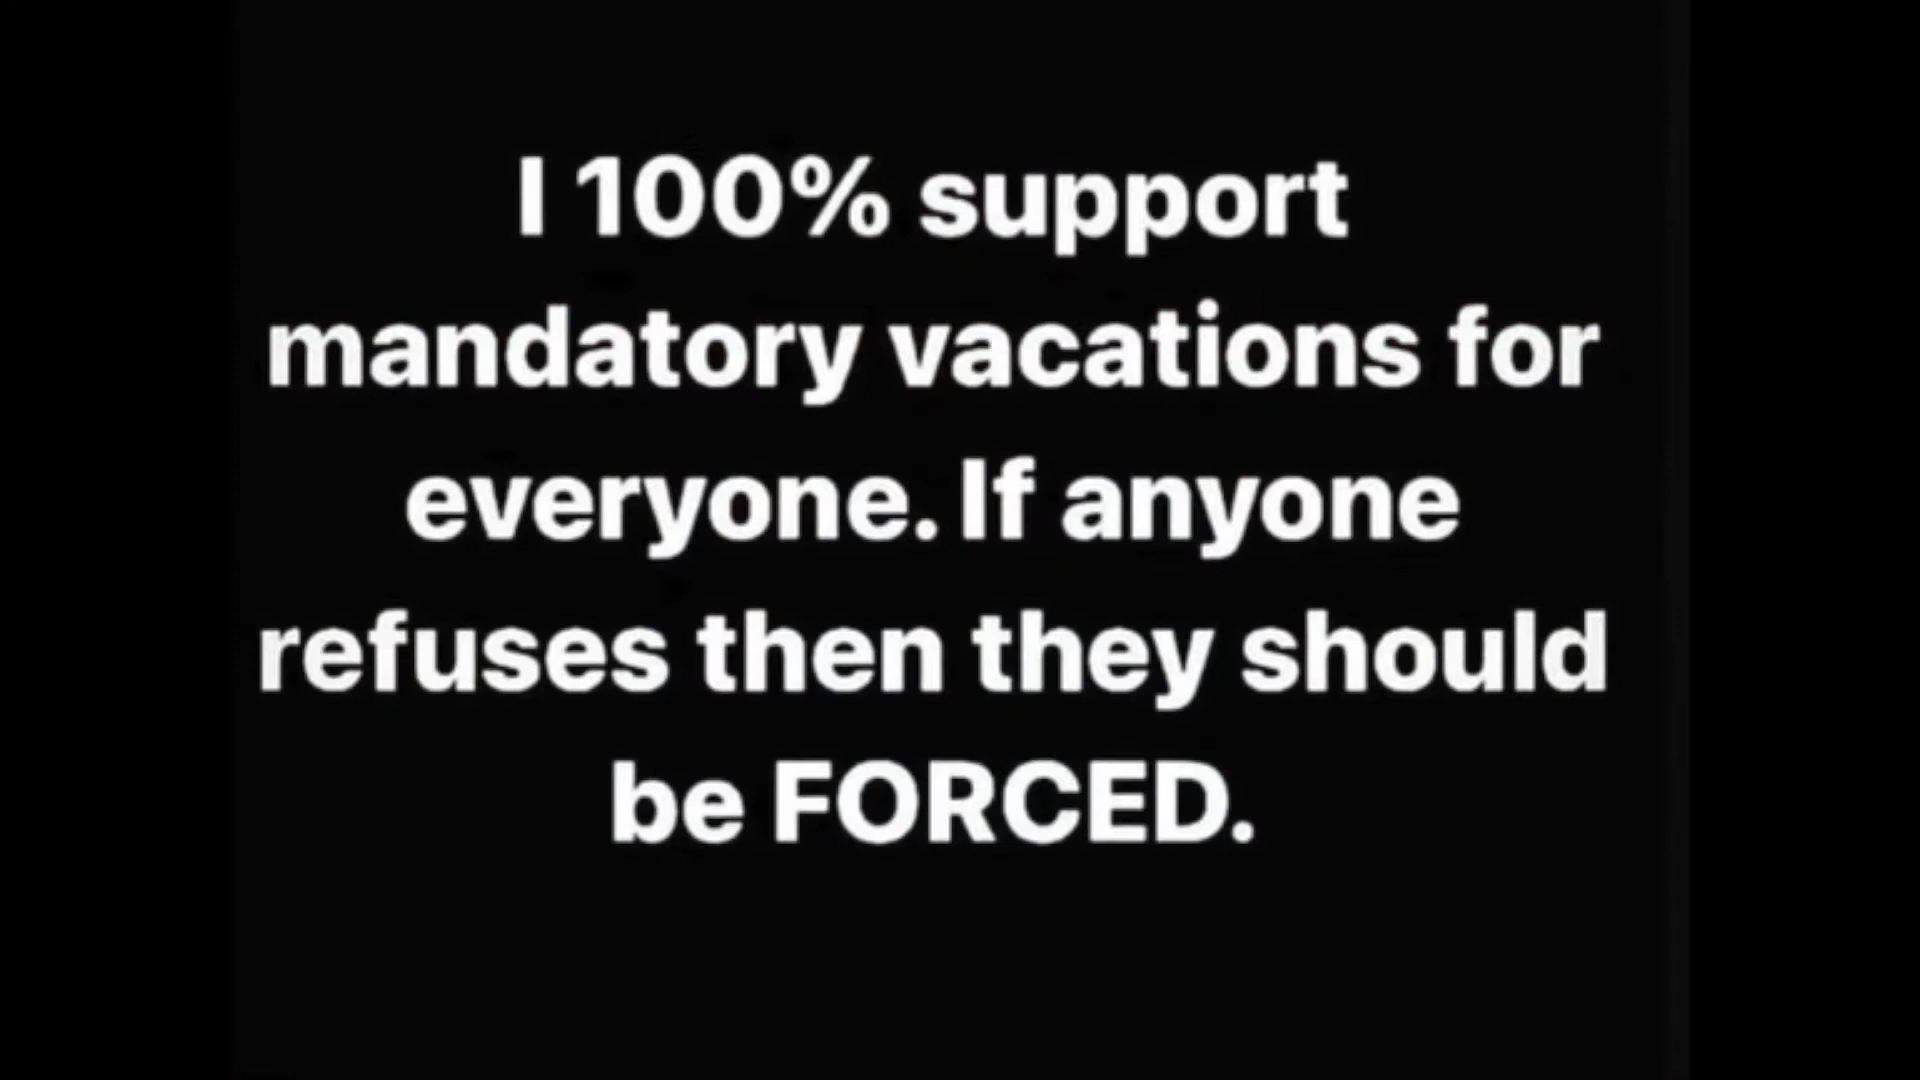 I 100% support
mandatory vacations for
everyone. If anyone
refuses then they should
be FORCED.